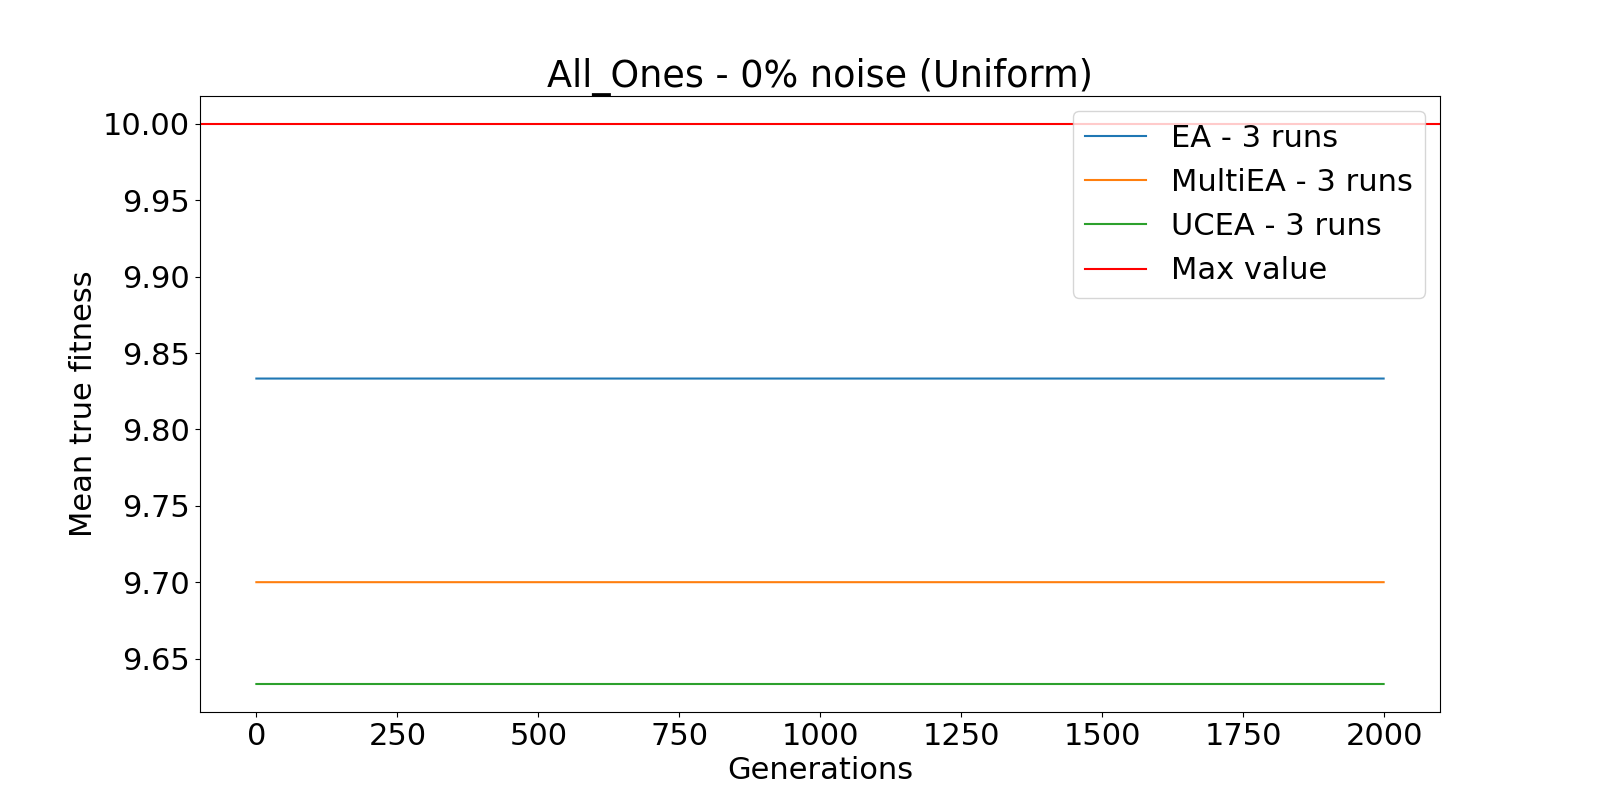 All_Ones - 0% noise (Uniform)
Mean true fitness
10.00
9.95
9.90
9.85
9.80
9.75
9.70
9.65
EA - 3 runs
MultiEA - 3 runs
UCEA - 3 runs
Max value
0 250 500 750 1000 1250 1500 1750 2000
Generations